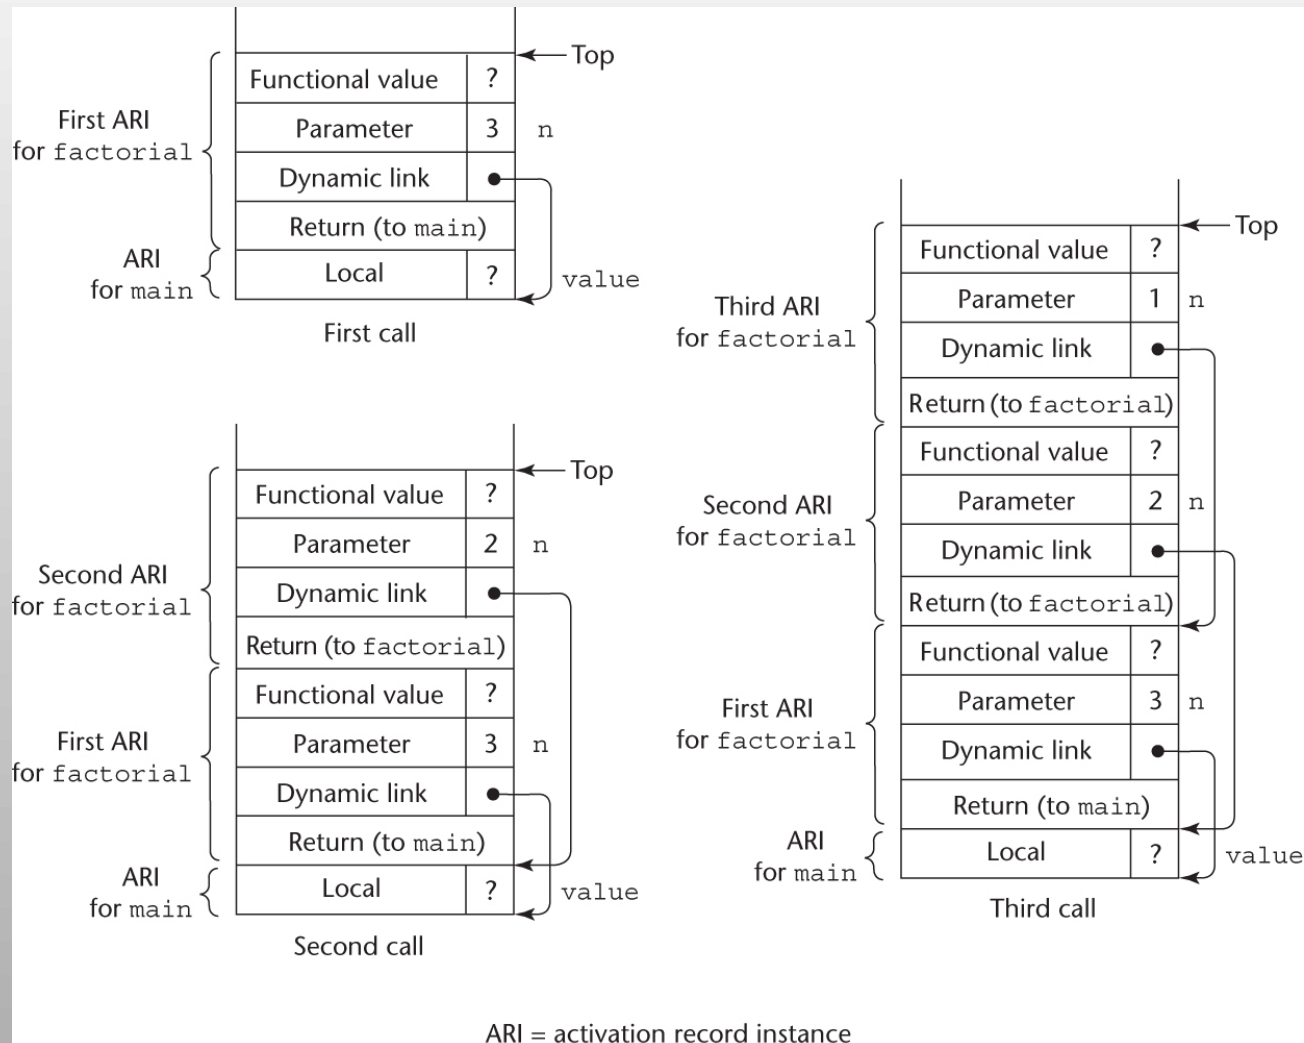 Top
Functional value ?
First ARI
for factorial
Parameter 3 n
Dynamic link
Return (to main)
ARI
for main
Local ? value
First call
Top
Functional value ?
Parameter 2 n
Second ARI
for factorial
Dynamic link
Return (to factorial)
Functional value ?
First ARI
for factorial
Parameter 3 n
Dynamic link
Return (to main)
ARI
for main
Local ? value
Second call
Top
Functional value ?
Third ARI
for factorial
Parameter 1 n
Dynamic link
Return (to factorial)
Functional value ?
Second ARI
for factorial
Parameter 2 n
Dynamic link
Return (to factorial)
Functional value ?
First ARI
for factorial
Parameter 3 n
Dynamic link
Return (to main)
ARI
for main
Local ? value
Third call
ARI = activation record instance